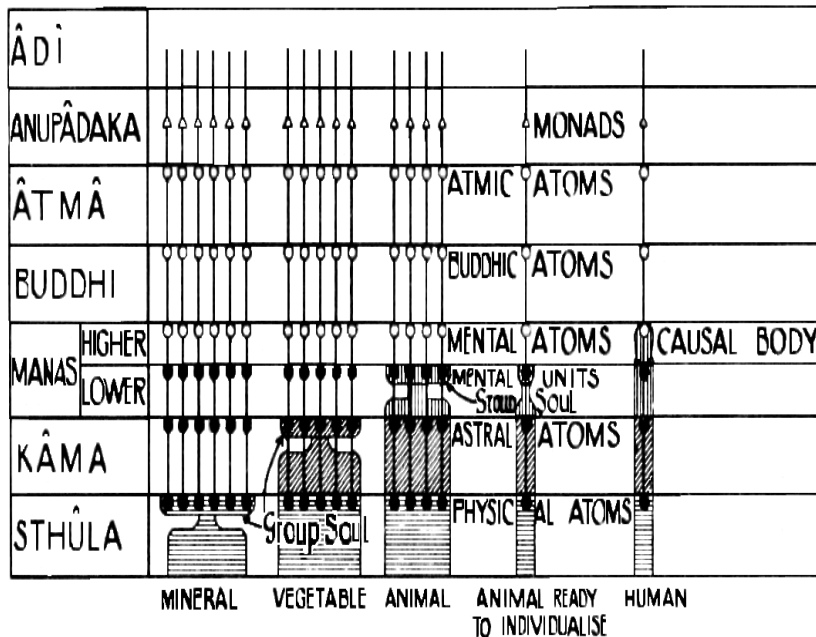 ÂDÌ
ANUPÂDAKA MONADS
ÂTMÂ ATMIC ATOMS
BUDDHI BUDDHIC ATOMS
MANAS HIGHER MENTAL ATOMS CAUSAL BODY
LOWER MENTAL UNITS
Group Soul
KÂMA ASTRAL ATOMS
STHÛLA PHYSICAL ATOMS
Group Soul
MINERAL VEGETABLE ANIMAL ANIMAL READY HUMAN
TO INDIVIDUALISE